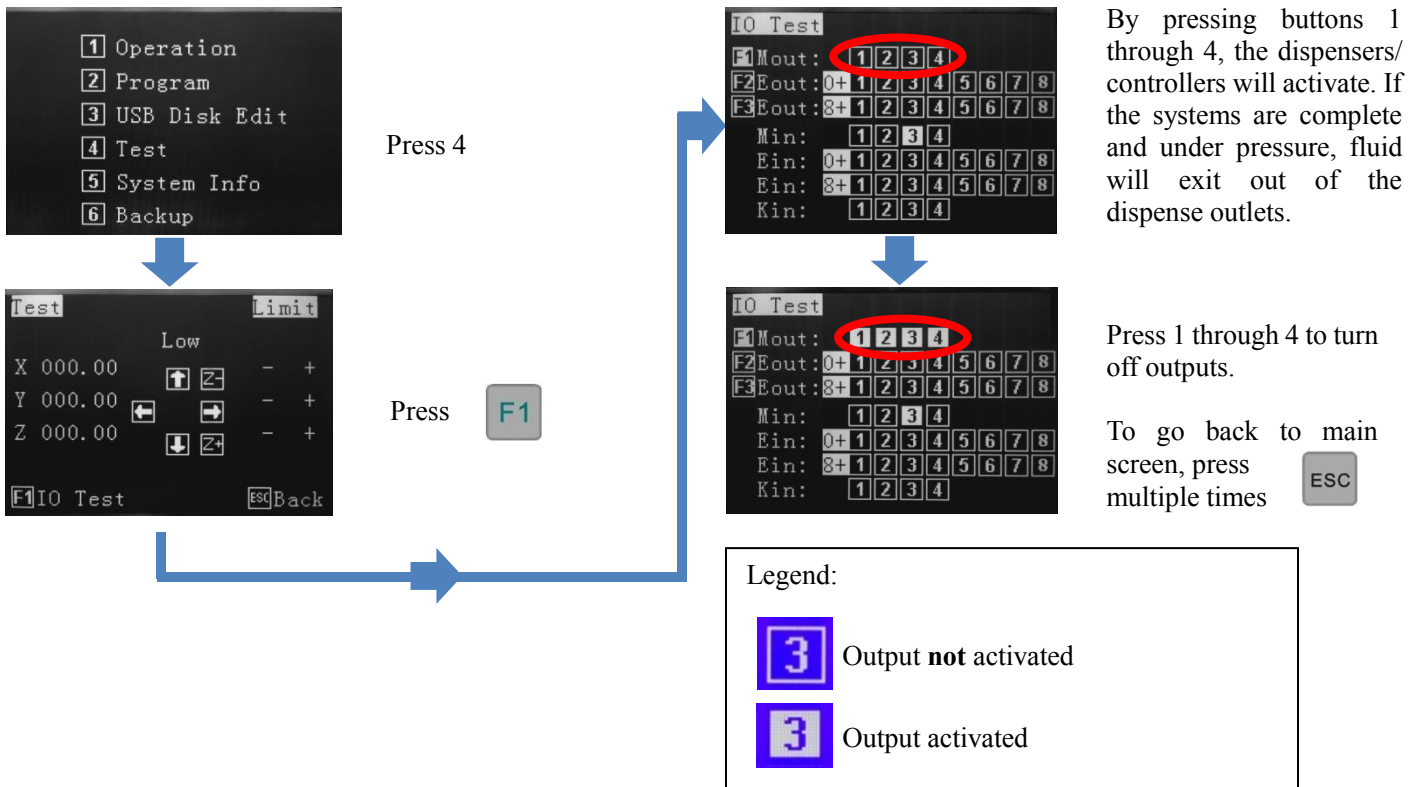 1 Operation
2 Program
3 USB Disk Edit
4 Test
5 System Info
6 Backup
Press 4
Test Limit
Low
X 000.00 Z- - +
Y 000.00 - +
Z 000.00 Z+ - +
F1 IO Test ESC Back
Press F1
IO Test
F1 Mout: 1 2 3 4
F2 Eout: 0+ 1 2 3 4 5 6 7 8
F3 Eout: 8+ 1 2 3 4 5 6 7 8
Min: 1 2 3 4
Ein: 0+ 1 2 3 4 5 6 7 8
Ein: 8+ 1 2 3 4 5 6 7 8
Kin: 1 2 3 4
By pressing buttons 1
through 4, the dispensers/
controllers will activate. If
the systems are complete
and under pressure, fluid
will exit out of the
dispense outlets.
IO Test
F1 Mout: 1 2 3 4
F2 Eout: 0+ 1 2 3 4 5 6 7 8
F3 Eout: 8+ 1 2 3 4 5 6 7 8
Min: 1 2 3 4
Ein: 0+ 1 2 3 4 5 6 7 8
Ein: 8+ 1 2 3 4 5 6 7 8
Kin: 1 2 3 4
Press 1 through 4 to turn
off outputs.
To go back to main
screen, press
multiple times ESC
Legend:
3 Output not activated
3 Output activated